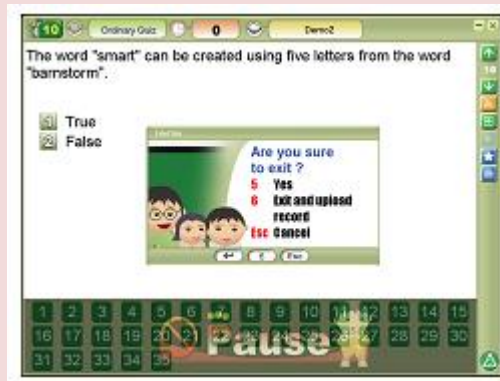 10 Ordinary Quiz 0 Demo2
The word "smart" can be created using five letters from the word
"barnstorm".
1 True
2 False
Are you sure
to exit ?
5 Yes
6 Exit and upload
record
Esc Cancel
Esc
1 2 3 4 5 6 7 8 9 10 11 12 13 14 15
16 17 18 19 20 21 22 23 24 25 26 27 28 29 30
31 32 33 34 35
Pause